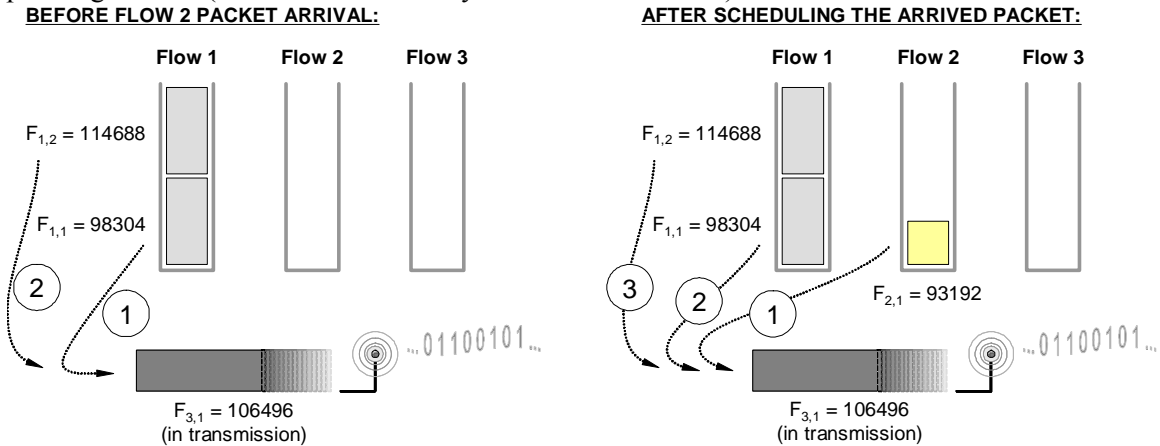 BEFORE FLOW 2 PACKET ARRIVAL:
Flow 1 Flow 2 Flow 3
F1,2 = 114688
F1,1 = 98304
2
1
...01100101...
F3,1 = 106496
(in transmission)
AFTER SCHEDULING THE ARRIVED PACKET:
Flow 1 Flow 2 Flow 3
F1,2 = 114688
F1,1 = 98304
3
2
1
F2,1 = 93192
...01100101...
F3,1 = 106496
(in transmission)